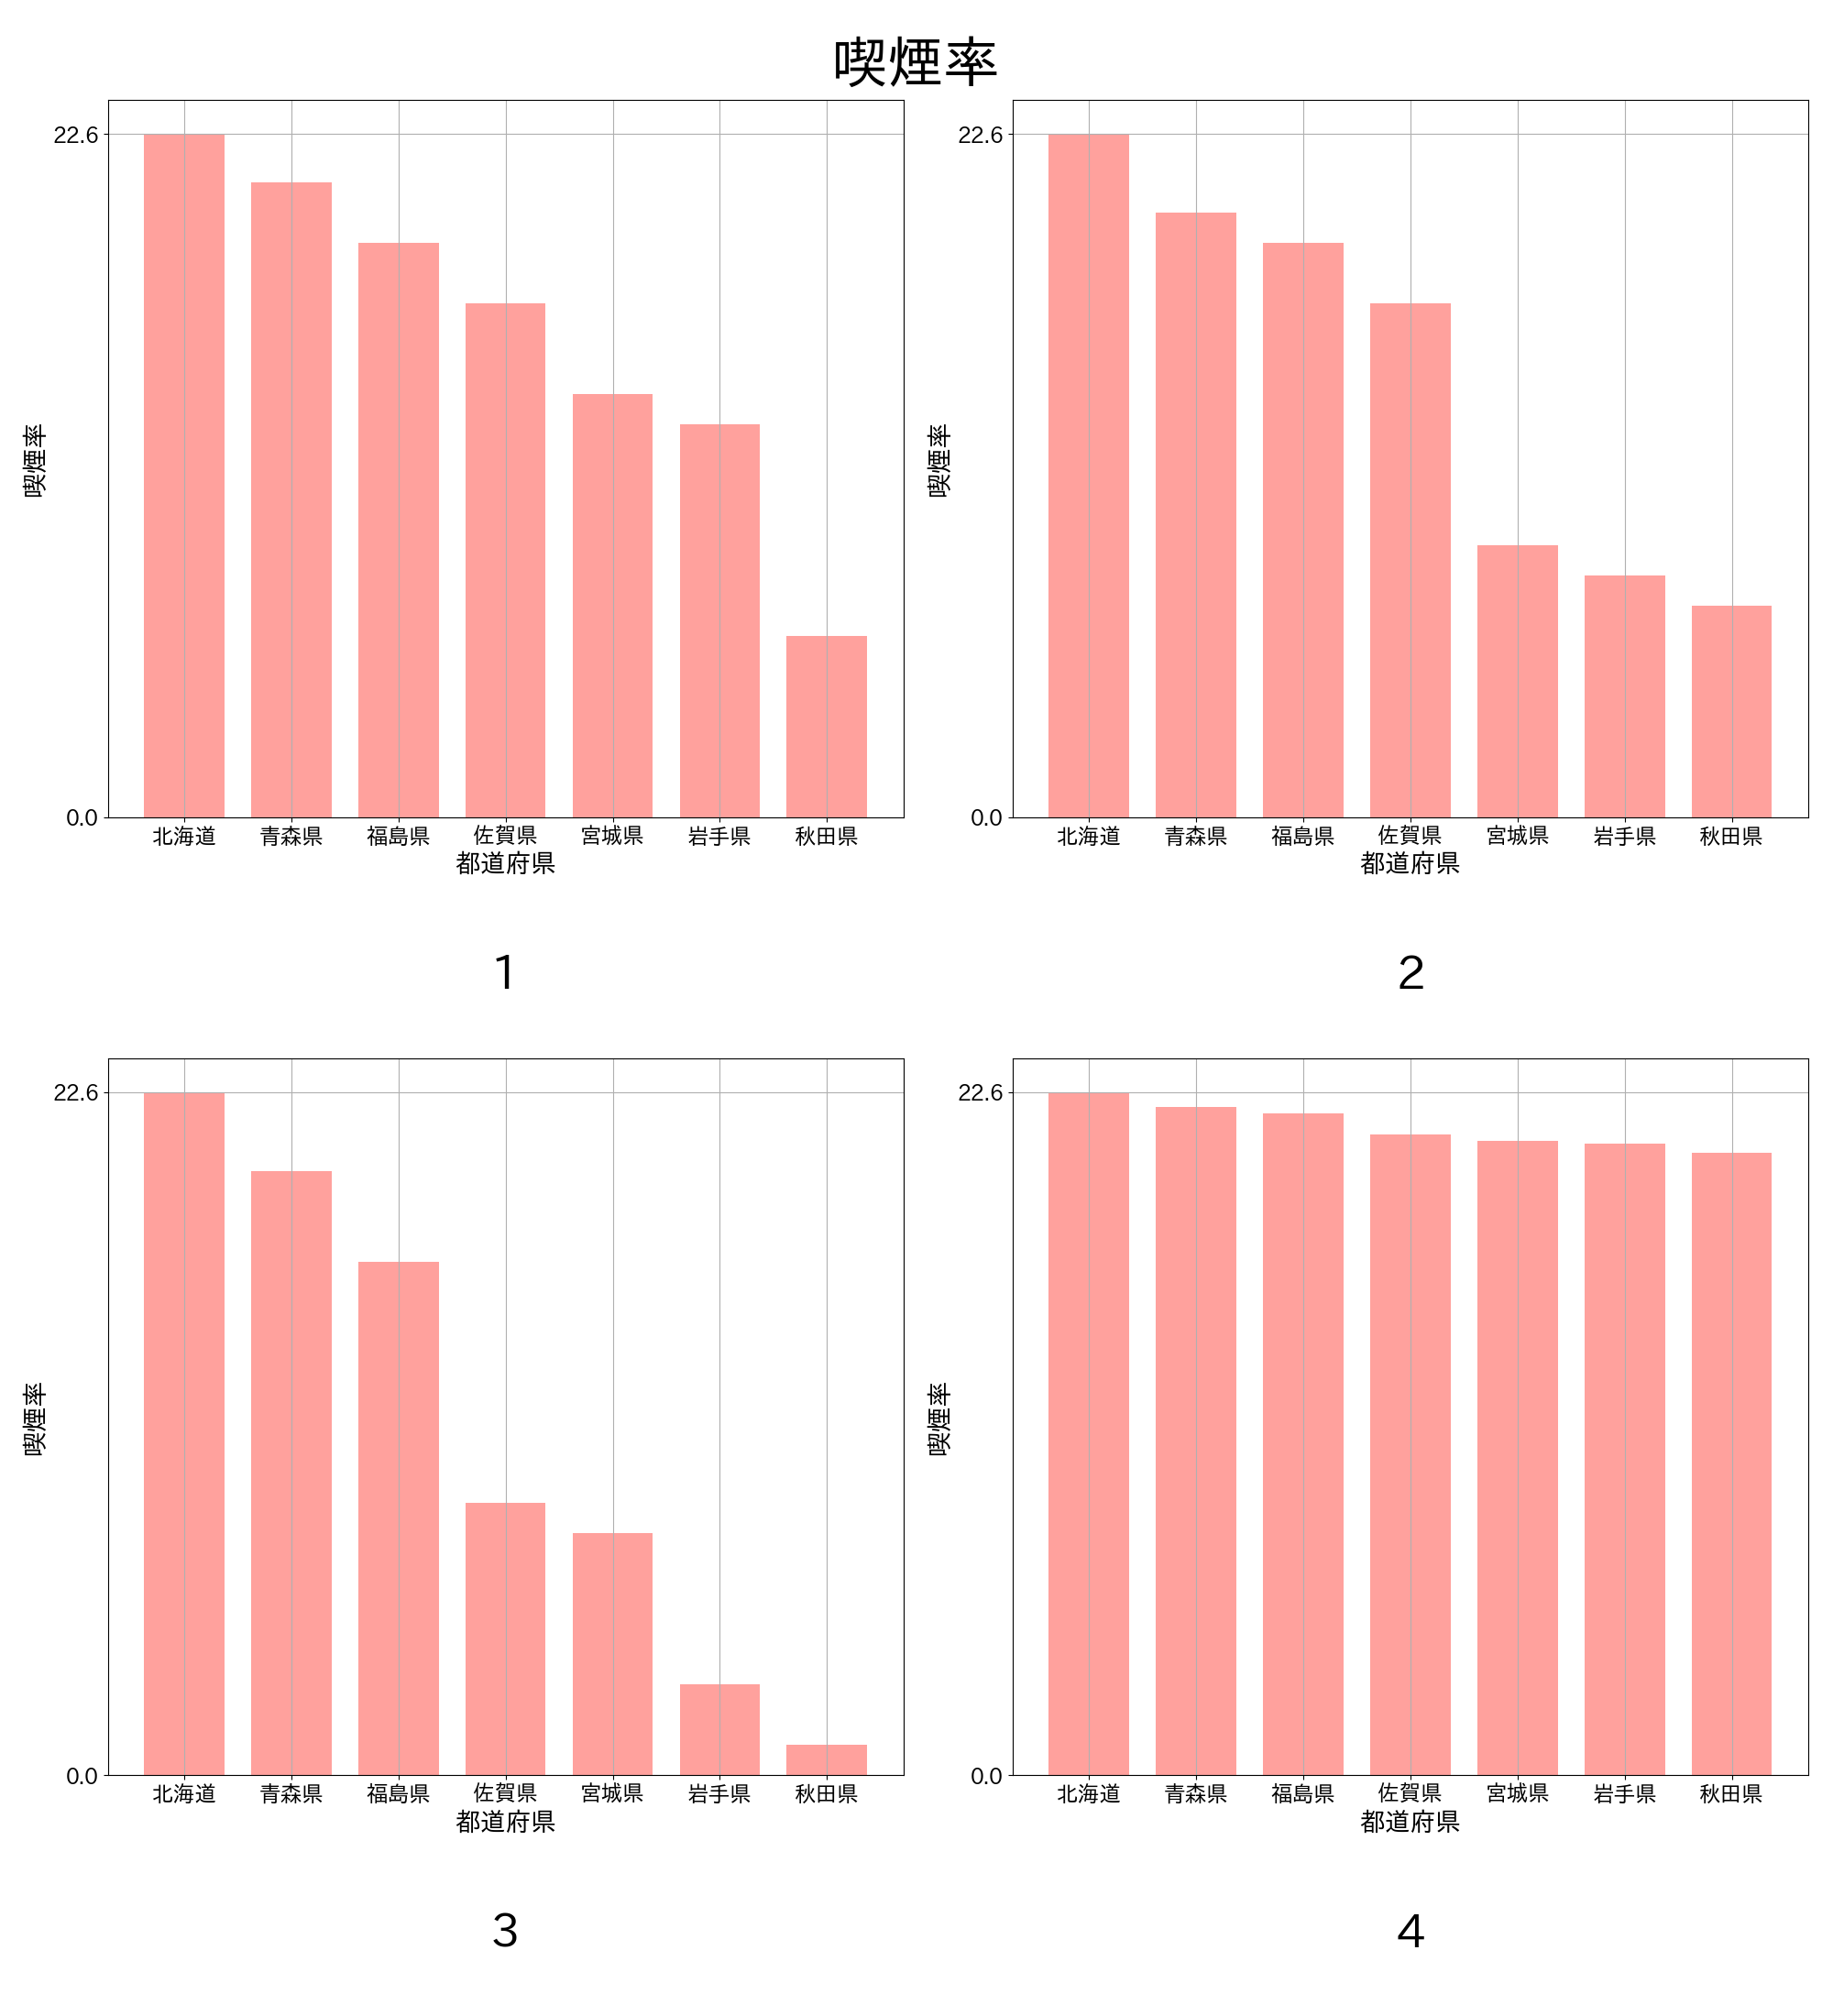 喫煙率
22.6
0.0
喫煙率
北海道 青森県 福島県 佐賀県 宮城県 岩手県 秋田県
都道府県
1
22.6
0.0
喫煙率
北海道 青森県 福島県 佐賀県 宮城県 岩手県 秋田県
都道府県
2
22.6
0.0
喫煙率
北海道 青森県 福島県 佐賀県 宮城県 岩手県 秋田県
都道府県
3
22.6
0.0
喫煙率
北海道 青森県 福島県 佐賀県 宮城県 岩手県 秋田県
都道府県
4